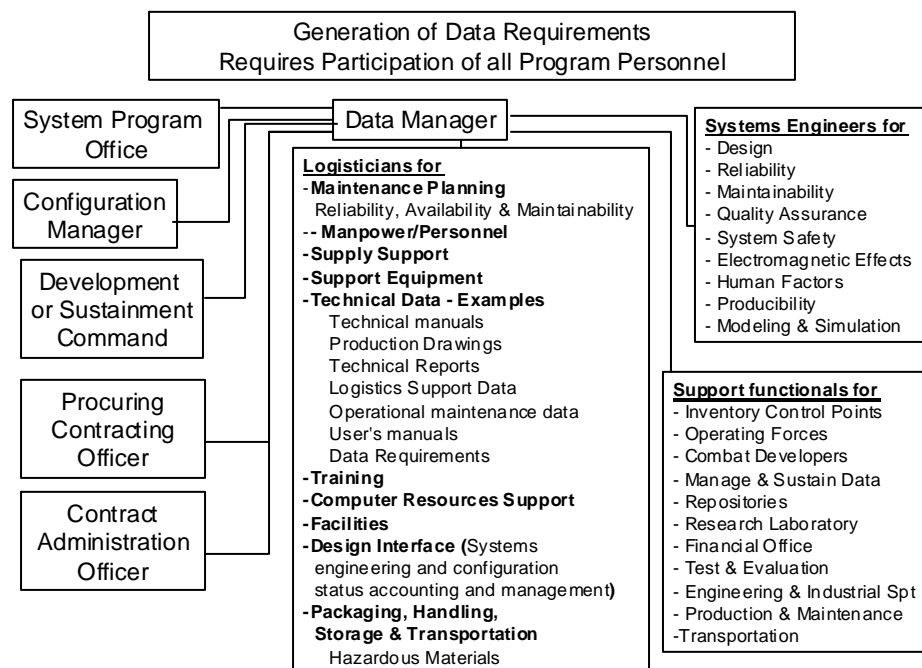 Generation of Data Requirements
Requires Participation of all Program Personnel
System Program
Office
Configuration
Manager
Development
or Sustainment
Command
Procuring
Contracting
Officer
Contract
Administration
Officer
Data Manager
Logisticians for
-Maintenance Planning
Reliability, Availability & Maintainability
-- Manpower/Personnel
-Supply Support
-Support Equipment
-Technical Data - Examples
Technical manuals
Production Drawings
Technical Reports
Logistics Support Data
Operational maintenance data
User's manuals
Data Requirements
-Training
-Computer Resources Support
-Facilities
-Design Interface (Systems
engineering and configuration
status accounting and management)
-Packaging, Handling,
Storage & Transportation
Hazardous Materials
Systems Engineers for
- Design
- Reliability
- Maintainability
- Quality Assurance
- System Safety
- Electromagnetic Effects
- Human Factors
- Producibility
- Modeling & Simulation
Support functionals for
- Inventory Control Points
- Operating Forces
- Combat Developers
- Manage & Sustain Data
- Repositories
- Research Laboratory
- Financial Office
- Test & Evaluation
- Engineering & Industrial Spt
- Production & Maintenance
-Transportation